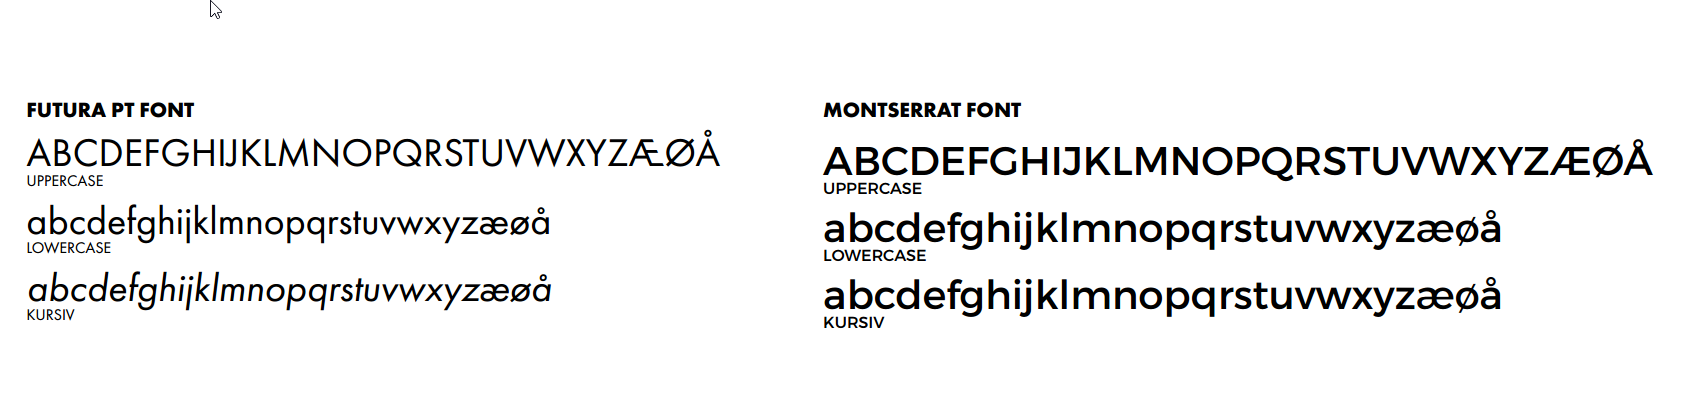 FUTURA PT FONT
ABCDEFGHIJKLMNOPQRSTUVWXYZÆØÅ
UPPERCASE
abcdefghijklmnopqrstuvwxyzæøå
LOWERCASE
abcdefghijklmnopqrstuvwxyzæøå
KURSIV
MONTSERRAT FONT
ABCDEFGHIJKLMNOPQRSTUVWXYZÆØÅ
UPPERCASE
abcdefghijklmnopqrstuvwxyzæøå
LOWERCASE
abcdefghijklmnopqrstuvwxyzæøå
KURSIV